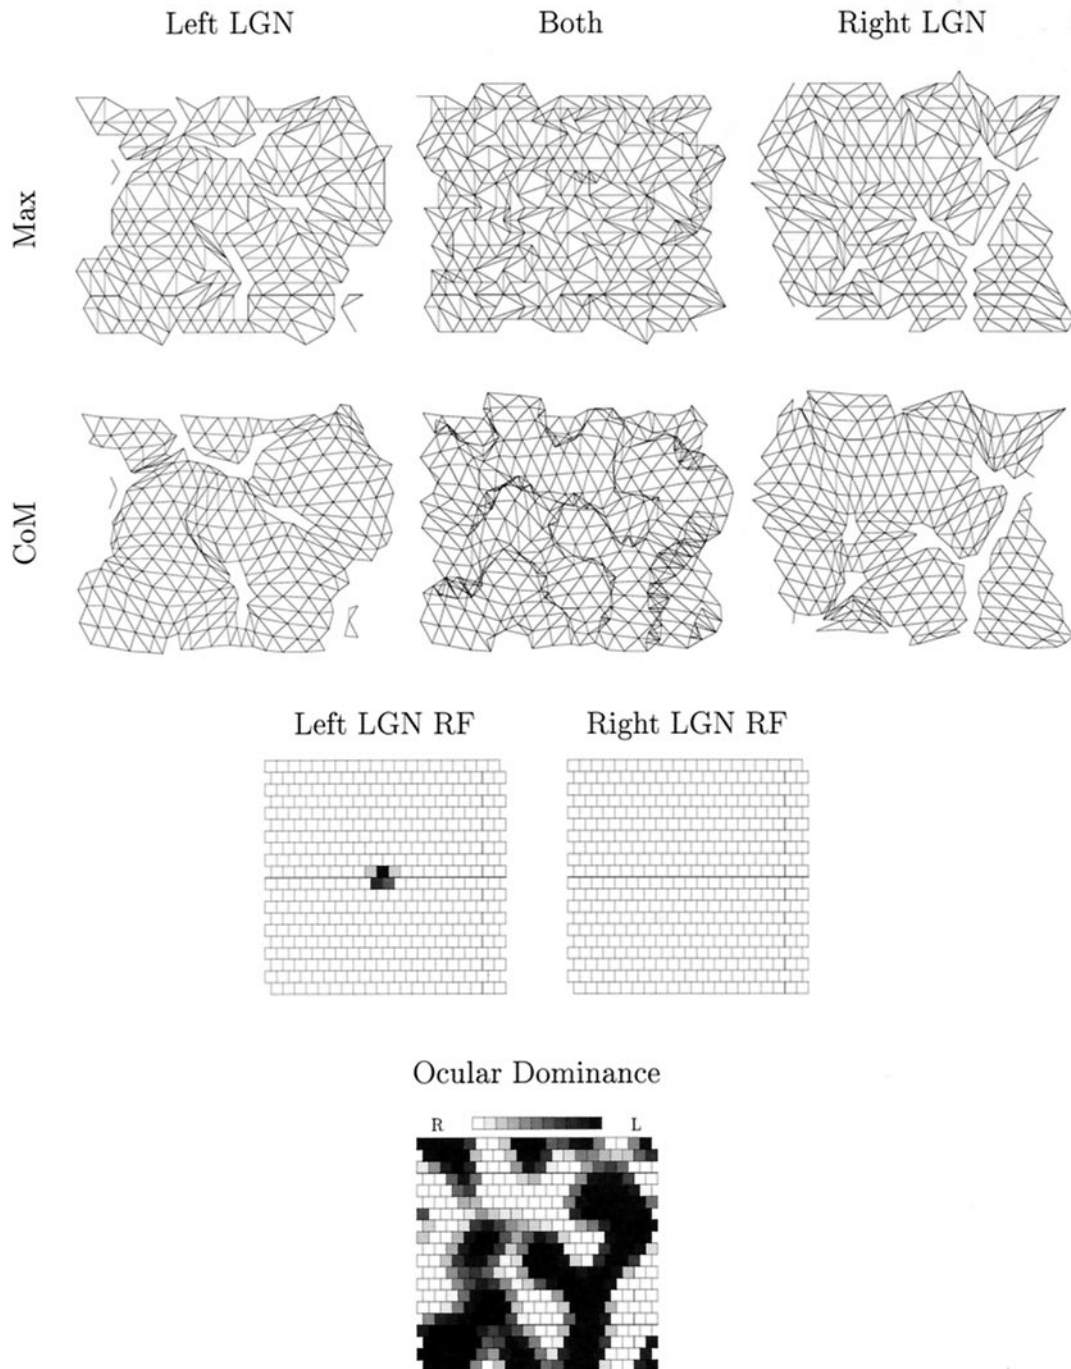 Left LGN Both Right LGN
Max
CoM
Left LGN RF Right LGN RF
Ocular Dominance
R L